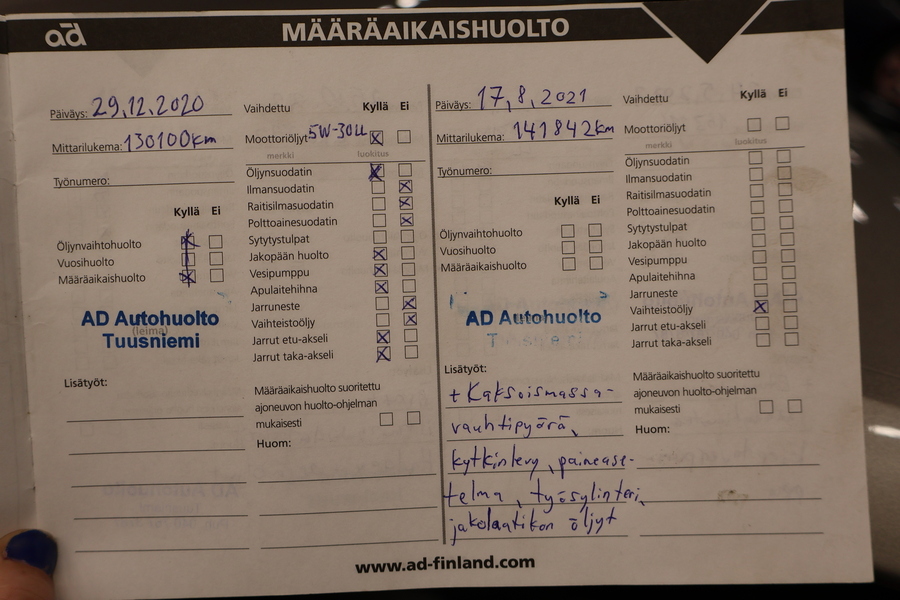 ad MÄÄRÄAIKAISHUOLTO
Päiväys: 29.12.2020
Mittarilukema: 130100km
Työnumero:
Kyllä Ei
Öljynvaihtohuolto
Vuosihuolto
Määräaikaishuolto
AD Autohuolto
(leima)
Tuusniemi
Lisätyöt:
Vaihdettu Kyllä Ei
Moottoriöljyt 5W-30LL
merkki luokitus
Öljynsuodatin
Ilmansuodatin
Raitisilmasuodatin
Polttoainesuodatin
Sytytystulpat
Jakopään huolto
Vesipumppu
Apulaitehihna
Jarruneste
Vaihteistoöljy
Jarrut etu-akseli
Jarrut taka-akseli
Määräaikaishuolto suoritettu
ajoneuvon huolto-ohjelman
mukaisesti
Huom:
Päiväys: 17,8,2021
Mittarilukema: 141842km
Työnumero:
Kyllä Ei
Öljynvaihtohuolto
Vuosihuolto
Määräaikaishuolto
AD Autohuolto
Lisätyöt:
+ Kaksoismassa-
vauhtipyörä,
kytkinlevy, painease-
telma, työsylinteri,
jakolaatikon öljyt
Vaihdettu Kyllä Ei
Moottoriöljyt
merkki luokitus
Öljynsuodatin
Ilmansuodatin
Raitisilmasuodatin
Polttoainesuodatin
Sytytystulpat
Jakopään huolto
Vesipumppu
Apulaitehihna
Jarruneste
Vaihteistoöljy
Jarrut etu-akseli
Jarrut taka-akseli
Määräaikaishuolto suoritettu
ajoneuvon huolto-ohjelman
mukaisesti
Huom:
www.ad-finland.com